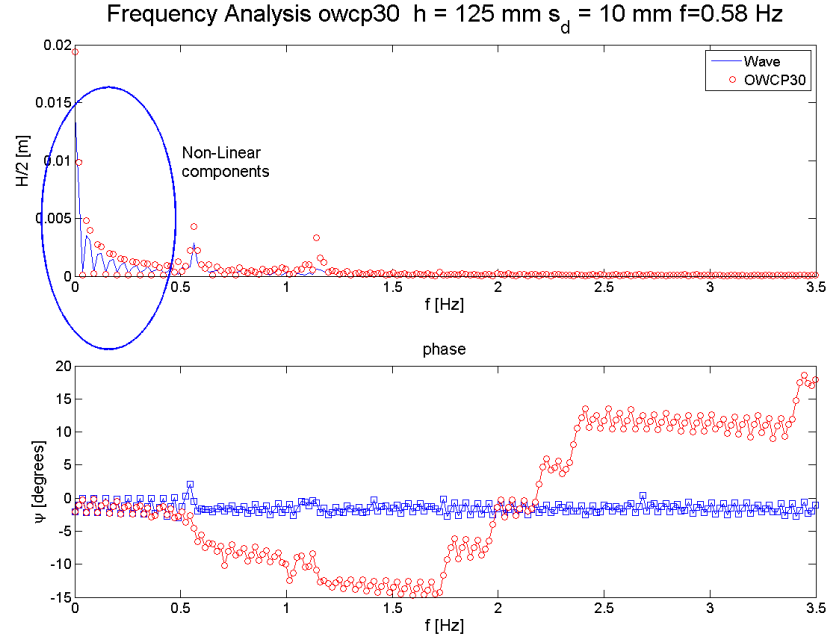 Frequency Analysis owcp30 h = 125 mm s_d = 10 mm f=0.58 Hz
0.02
0.015
0.01
0.005
0
H/2 [m]
Wave
OWCP30
Non-Linear
components
0 0.5 1 1.5 2 2.5 3 3.5
f [Hz]
phase
20
15
10
5
0
-5
-10
-15
ψ [degrees]
0 0.5 1 1.5 2 2.5 3 3.5
f [Hz]